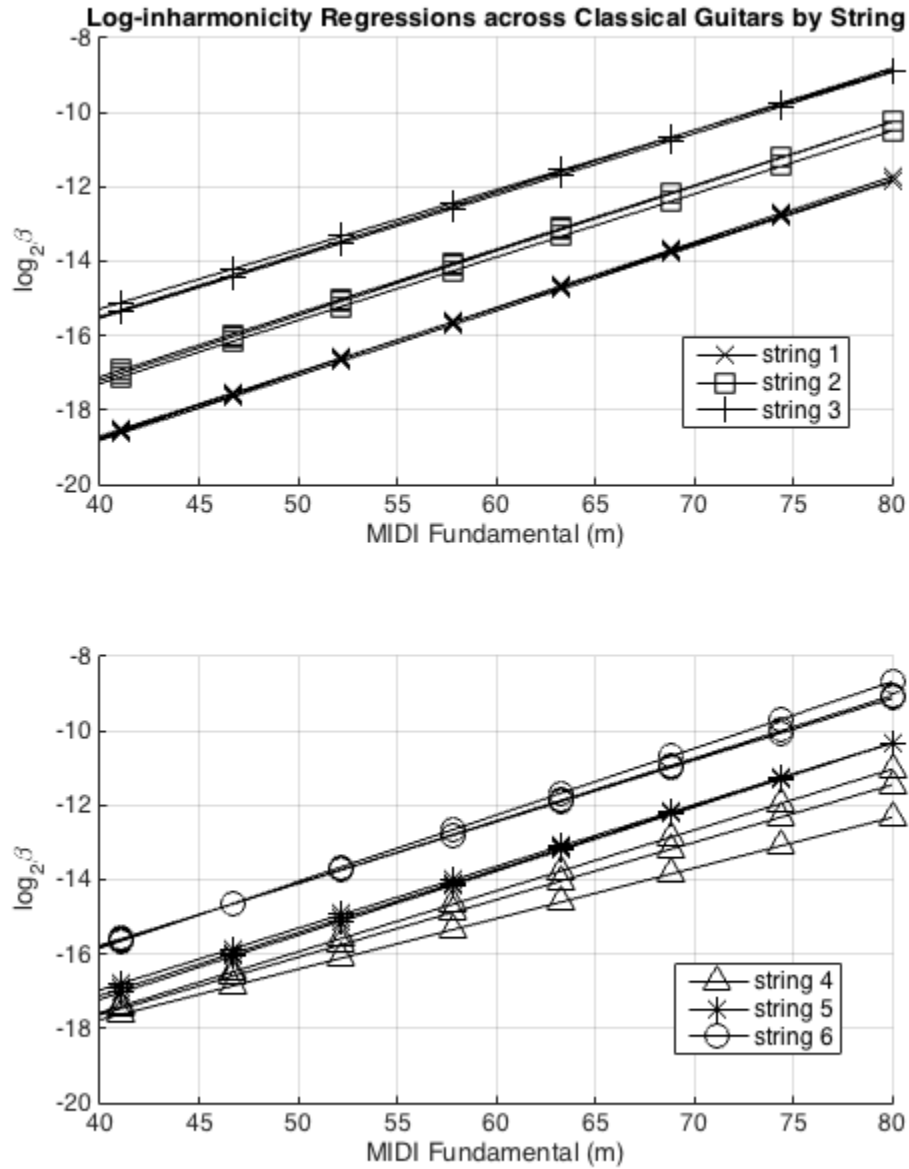 Log-inharmonicity Regressions across Classical Guitars by String
-8
-10
-12
-14
-16
-18
-20
log₂β
40 45 50 55 60 65 70 75 80
MIDI Fundamental (m)
string 1
string 2
string 3
-8
-10
-12
-14
-16
-18
-20
log₂β
40 45 50 55 60 65 70 75 80
MIDI Fundamental (m)
string 4
string 5
string 6